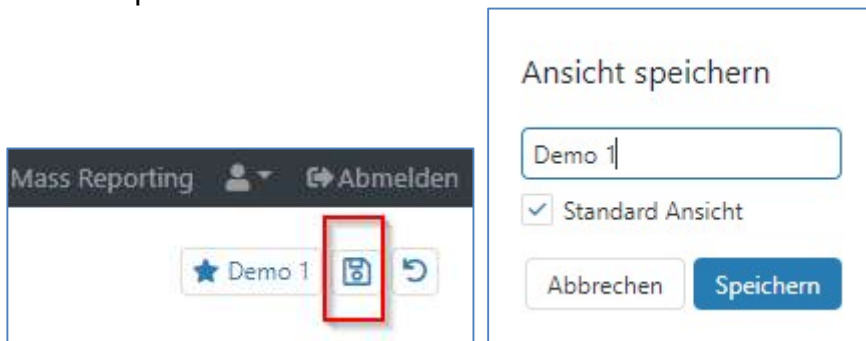 Mass Reporting Abmelden
Demo 1
Ansicht speichern
Demo 1
Standard Ansicht
Abbrechen Speichern